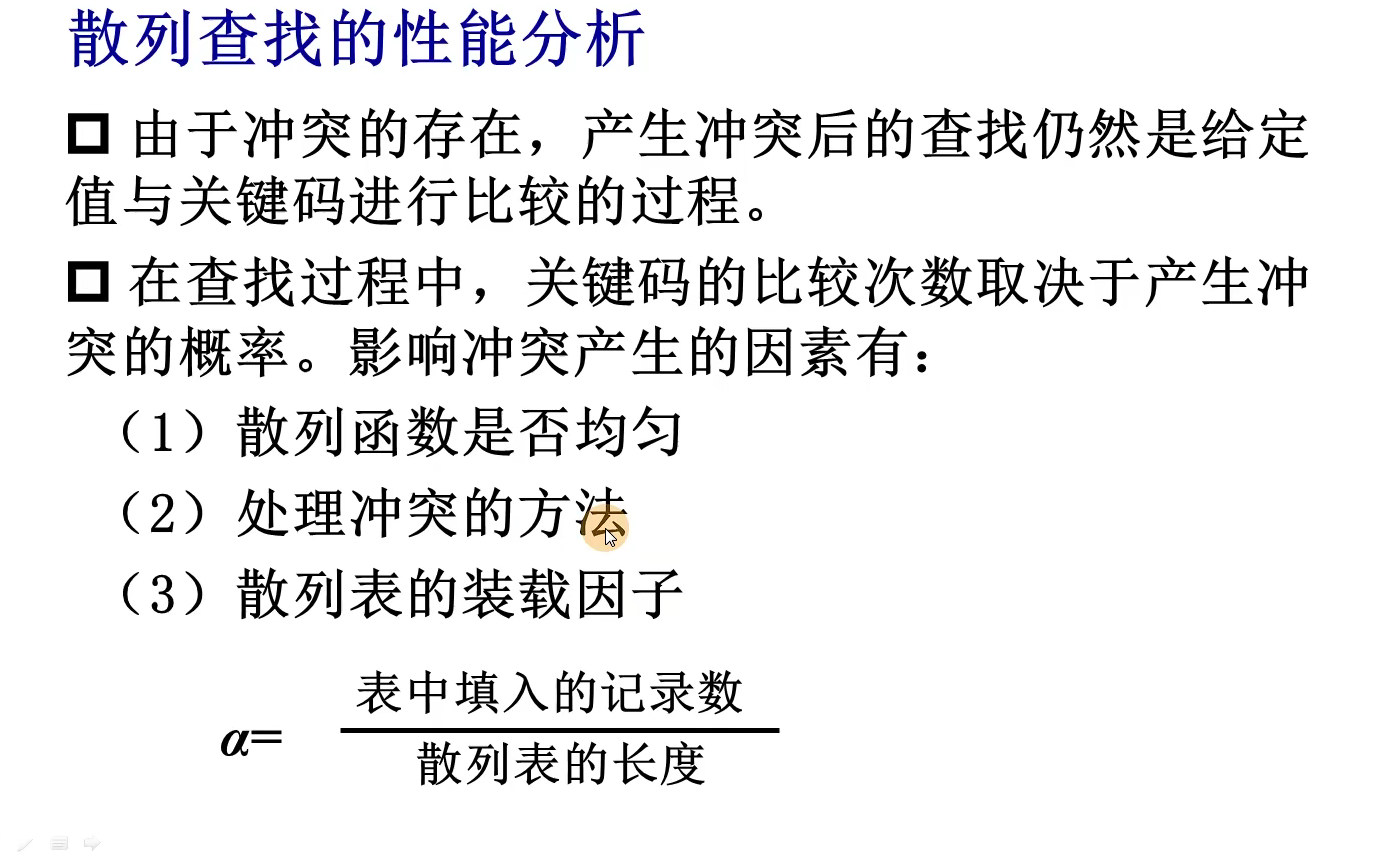 散列查找的性能分析
由于冲突的存在，产生冲突后的查找仍然是给定
值与关键码进行比较的过程。
在查找过程中，关键码的比较次数取决于产生冲
突的概率。影响冲突产生的因素有：
（1）散列函数是否均匀
（2）处理冲突的方法
（3）散列表的装载因子
表中填入的记录数
α=
散列表的长度